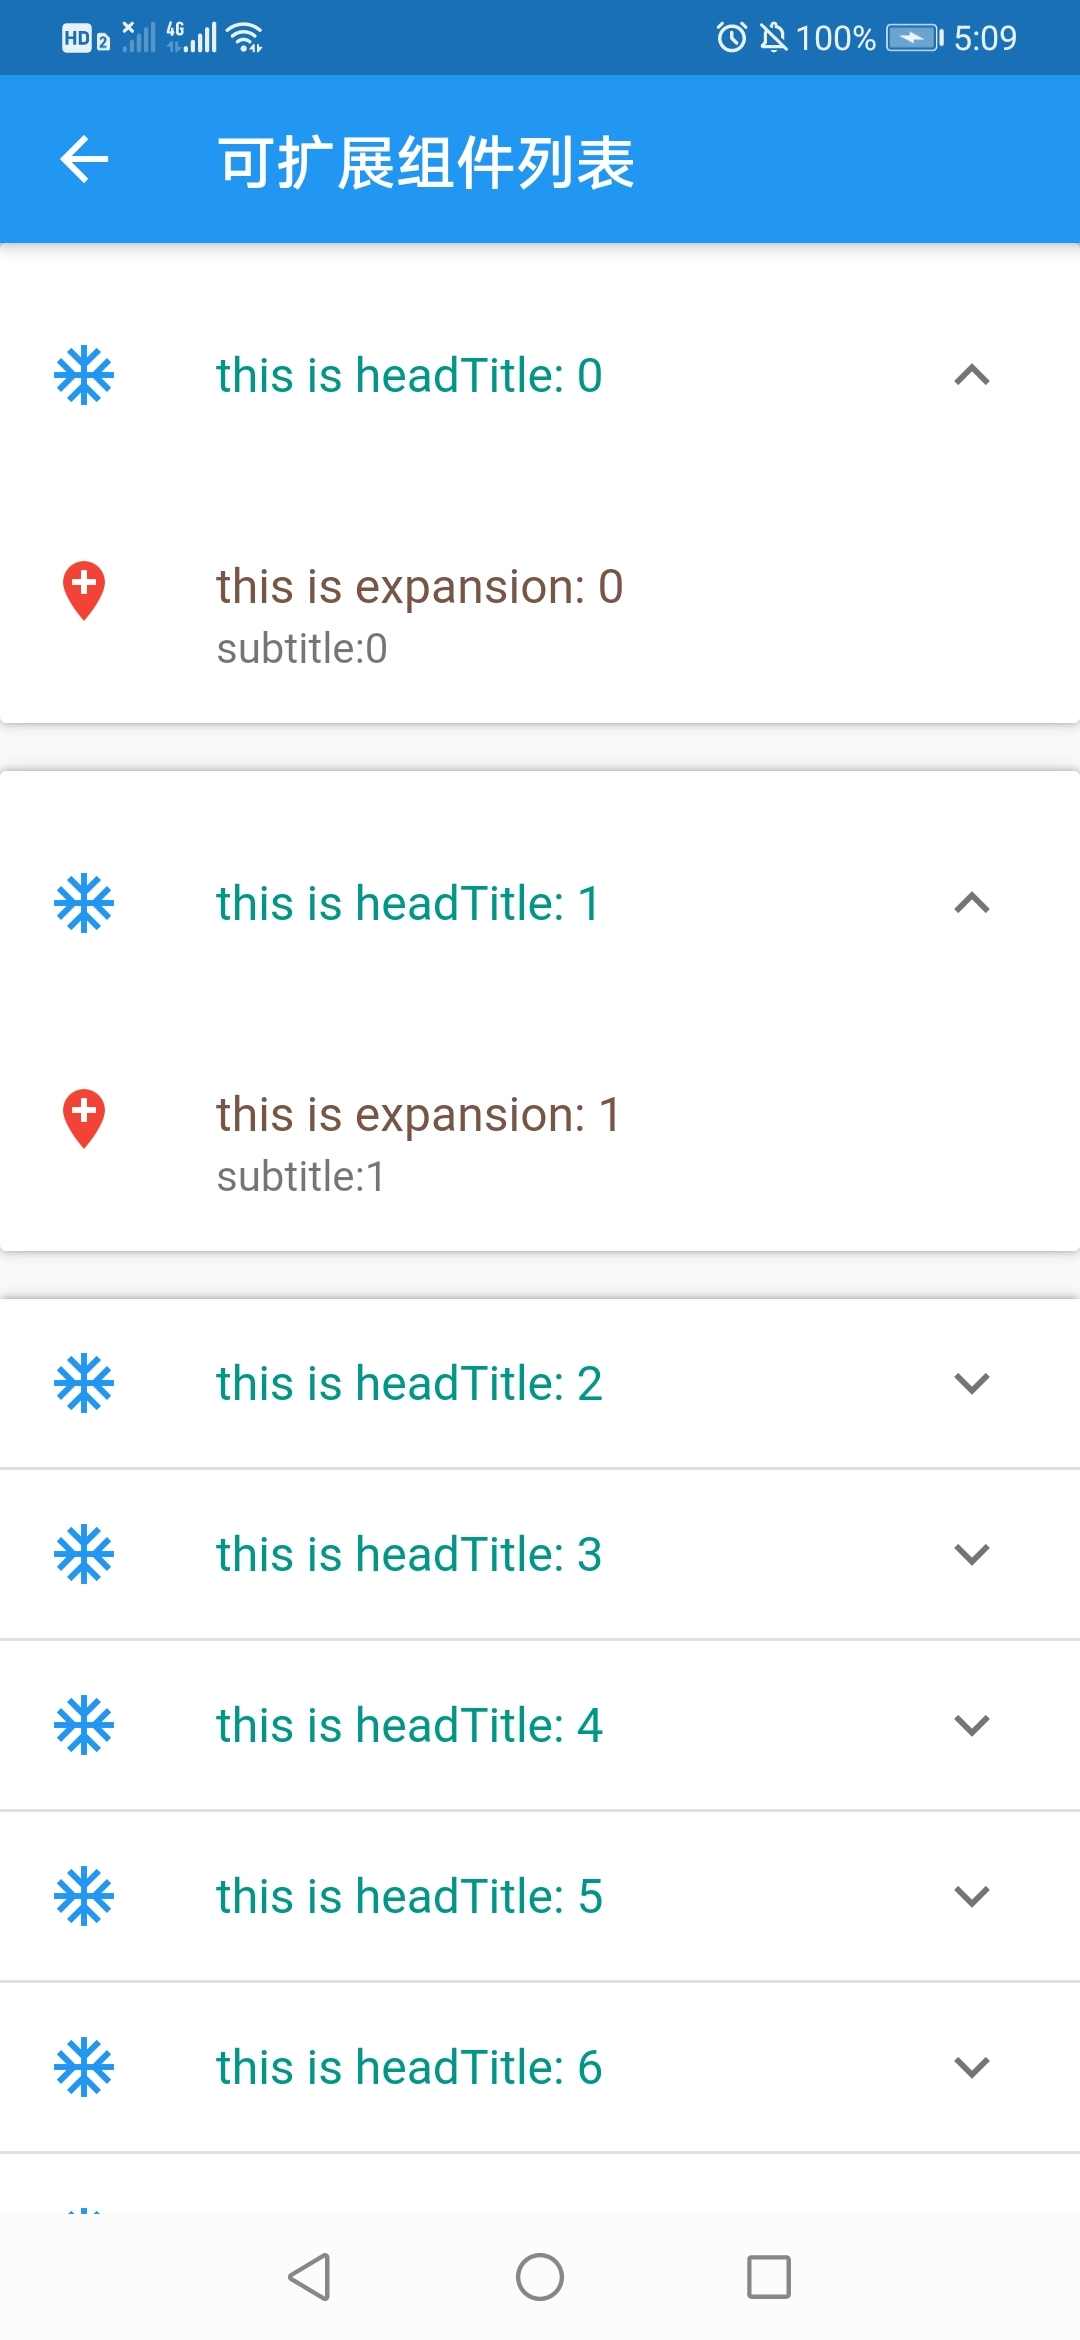 HD 2 4G 100% 5:09
可扩展组件列表
this is headTitle: 0
this is expansion: 0
subtitle:0
this is headTitle: 1
this is expansion: 1
subtitle:1
this is headTitle: 2
this is headTitle: 3
this is headTitle: 4
this is headTitle: 5
this is headTitle: 6